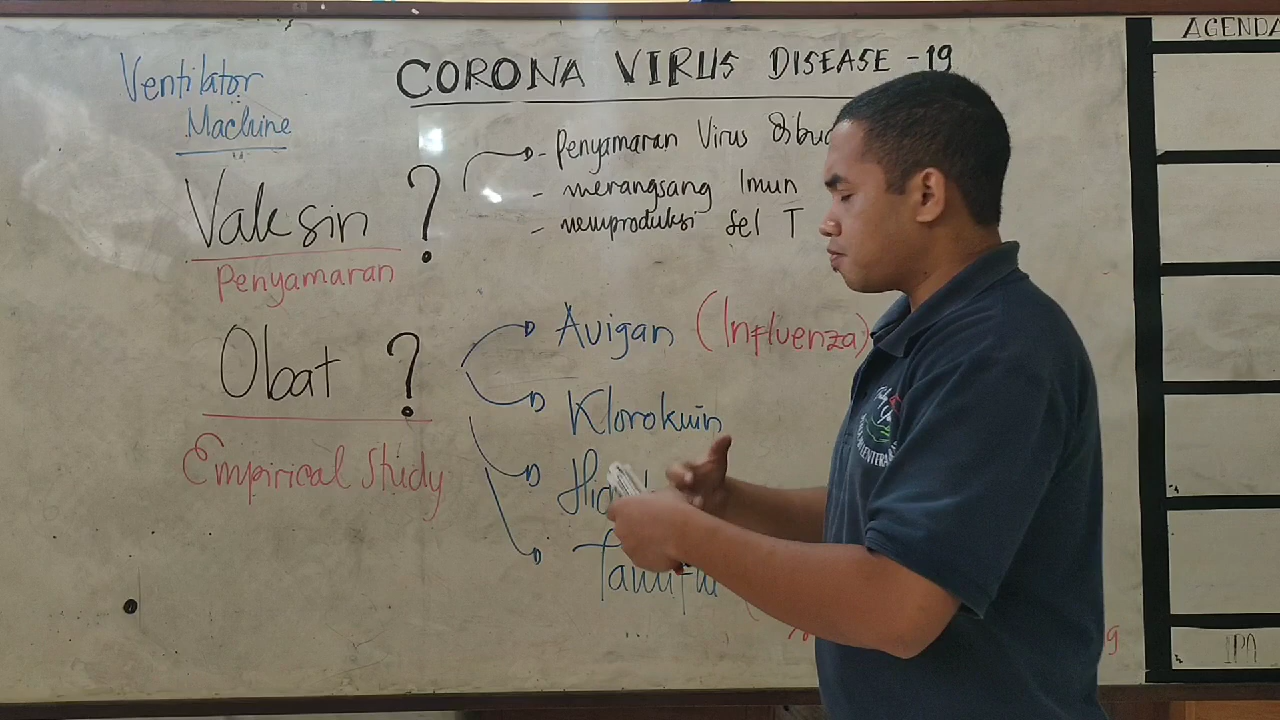 AGENDA
CORONA VIRUS DISEASE -19
Ventilator
Machine
- Penyamaran Virus
- merangsang Imun
- memproduksi Sel T
Vaksin ?
Penyamaran
Obat ?
Empirical Study
Avigan (Influenza)
Klorokuin
IPA